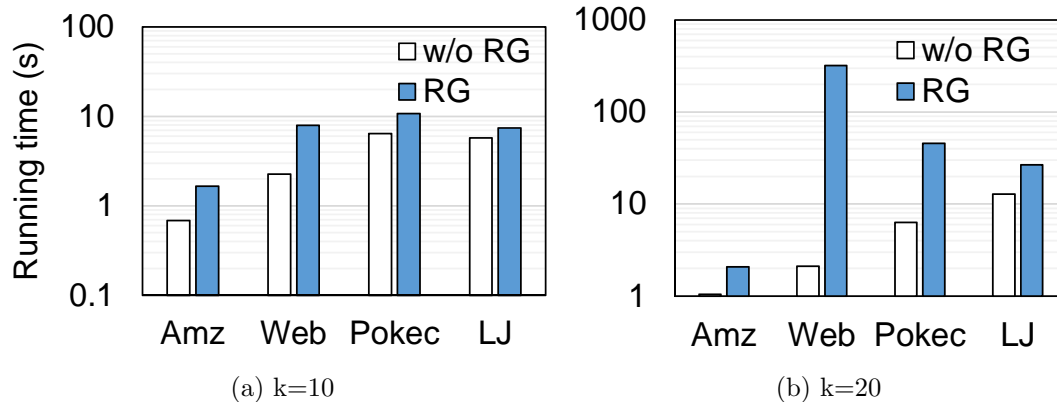 Running time (s)
100
10
1
0.1
w/o RG
RG
Amz Web Pokec LJ
(a) k=10
1000
100
10
1
w/o RG
RG
Amz Web Pokec LJ
(b) k=20